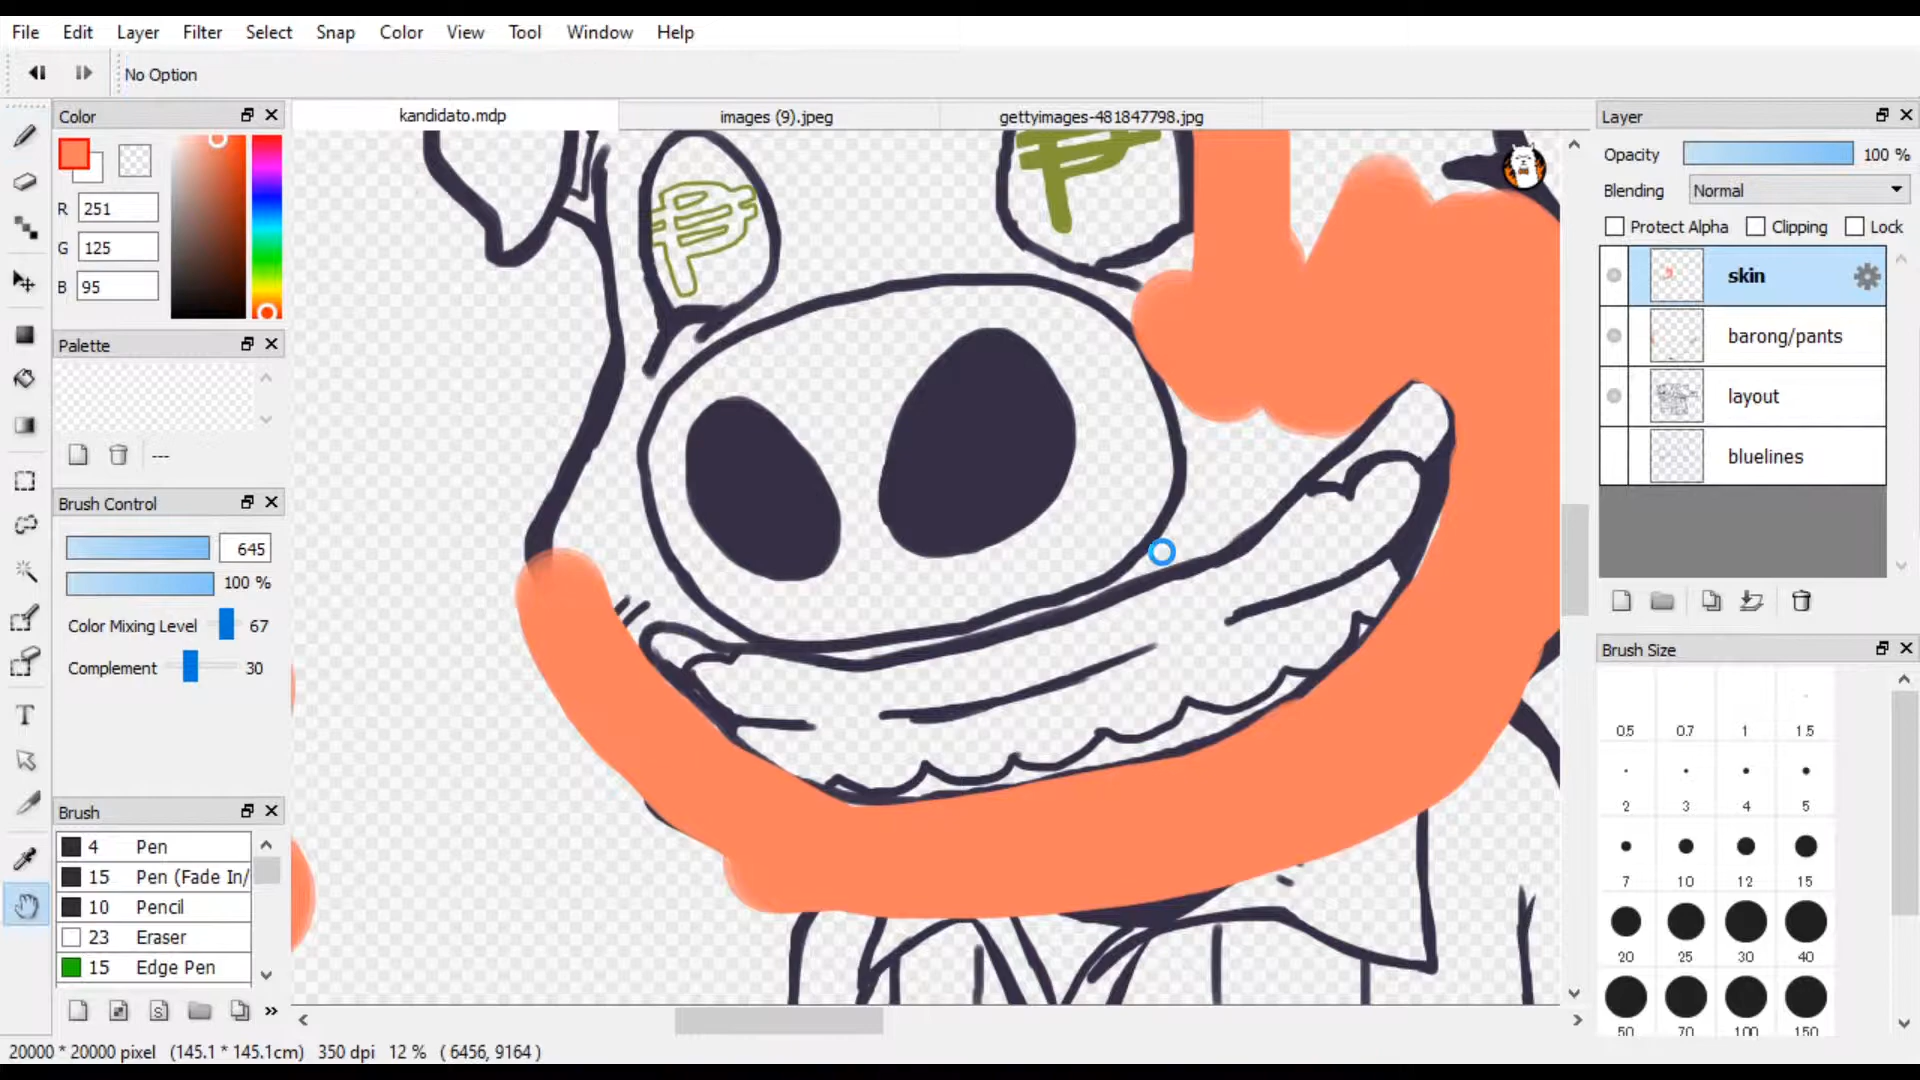 File Edit Layer Filter Select Snap Color View Tool Window Help
No Option
Color
R 251
G 125
B 95
Palette
---
Brush Control
645
100 %
Color Mixing Level 67
Complement 30
Brush
4 Pen
15 Pen (Fade In/
10 Pencil
23 Eraser
15 Edge Pen
kandidato.mdp images (9).jpeg gettyimages-481847798.jpg
Layer
Opacity 100 %
Blending Normal
Protect Alpha Clipping Lock
skin
barong/pants
layout
bluelines
Brush Size
0.5 0.7 1 1.5
2 3 4 5
7 10 12 15
20 25 30 40
50 70 100 150
20000 * 20000 pixel (145.1 * 145.1cm) 350 dpi 12 % ( 6456, 9164 )